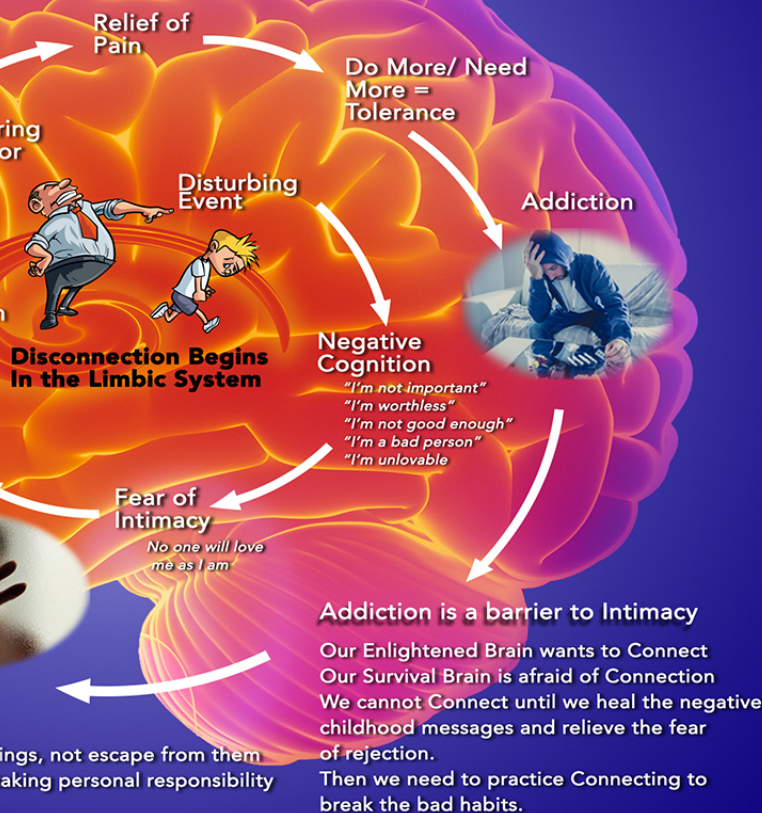 Relief of
Pain
Do More/ Need
More =
Tolerance
Disturbing
Event
Addiction
Disconnection Begins
In the Limbic System
Negative
Cognition
"I'm not important"
"I'm worthless"
"I'm not good enough"
"I'm a bad person"
"I'm unlovable
Fear of
Intimacy
No one will love
me as I am
Addiction is a barrier to Intimacy
Our Enlightened Brain wants to Connect
Our Survival Brain is afraid of Connection
We cannot Connect until we heal the negative
childhood messages and relieve the fear
of rejection.
Then we need to practice Connecting to
break the bad habits.
not escape from them
personal responsibility